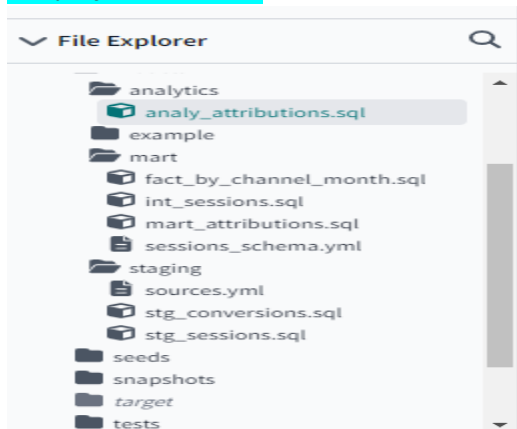 File Explorer
analytics
analy_attributions.sql
example
mart
fact_by_channel_month.sql
int_sessions.sql
mart_attributions.sql
sessions_schema.yml
staging
sources.yml
stg_conversions.sql
stg_sessions.sql
seeds
snapshots
target
tests